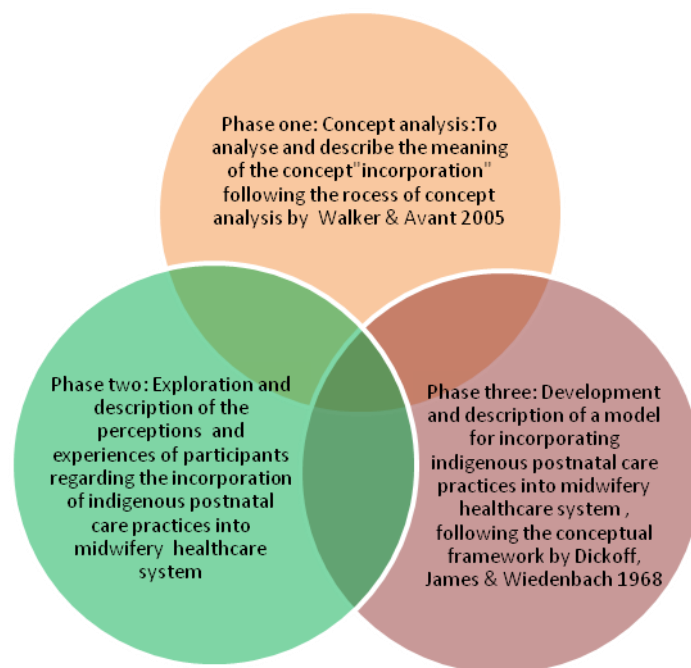 Phase one: Concept analysis:To
analyse and describe the meaning
of the concept"incorporation"
following the rocess of concept
analysis by Walker & Avant 2005
Phase two: Exploration and
description of the
perceptions and
experiences of participants
regarding the incorporation
of indigenous postnatal
care practices into
midwifery healthcare
system
Phase three: Development
and description of a model
for incorporating
indigenous postnatal care
practices into midwifery
healthcare system ,
following the conceptual
framework by Dickoff,
James & Wiedenbach 1968